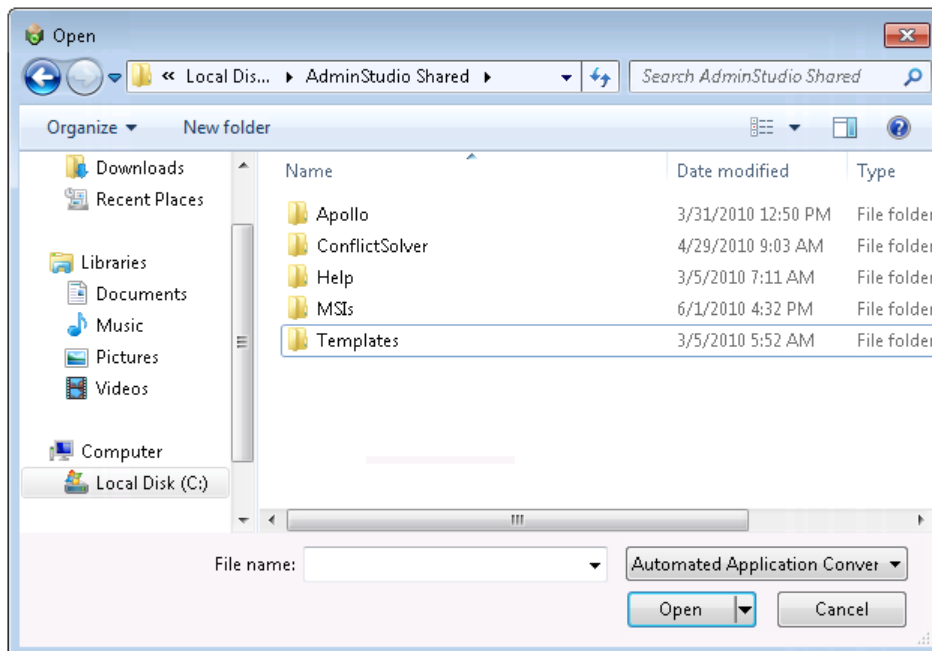 Open
« Local Dis... ▸ AdminStudio Shared ▸ Search AdminStudio Shared
Organize New folder
Downloads
Recent Places
Libraries
Documents
Music
Pictures
Videos
Computer
Local Disk (C:)
Name Date modified Type
Apollo 3/31/2010 12:50 PM File folder
ConflictSolver 4/29/2010 9:03 AM File folder
Help 3/5/2010 7:11 AM File folder
MSIs 6/1/2010 4:32 PM File folder
Templates 3/5/2010 5:52 AM File folder
File name: Automated Application Conver
Open Cancel